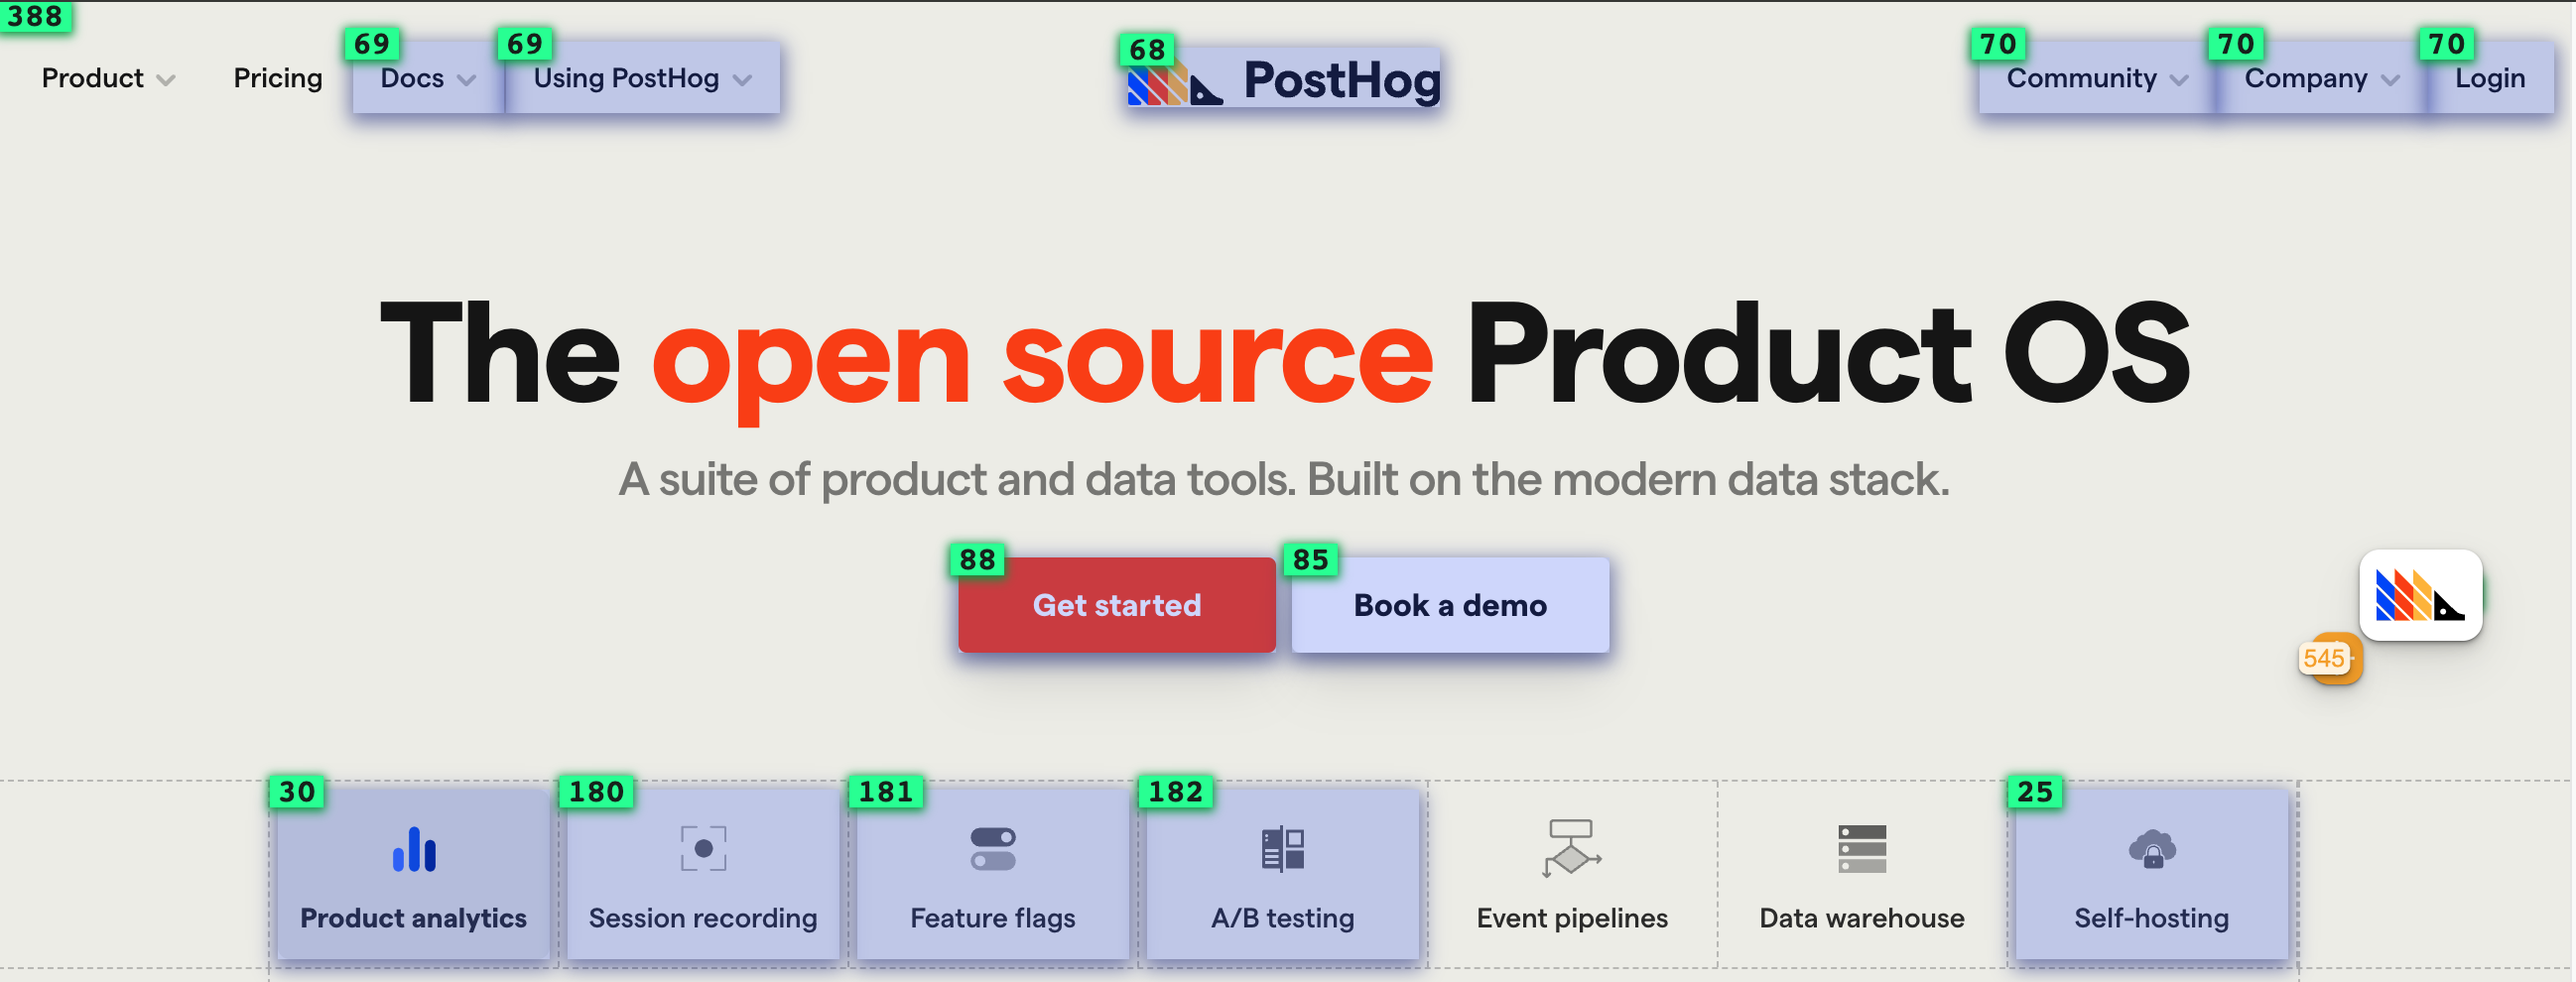 388
69 69 68 70 70 70
Product Pricing Docs Using PostHog PostHog Community Company Login
The open source Product OS
A suite of product and data tools. Built on the modern data stack.
88 85
Get started Book a demo
545
30 180 181 182 25
Product analytics Session recording Feature flags A/B testing Event pipelines Data warehouse Self-hosting